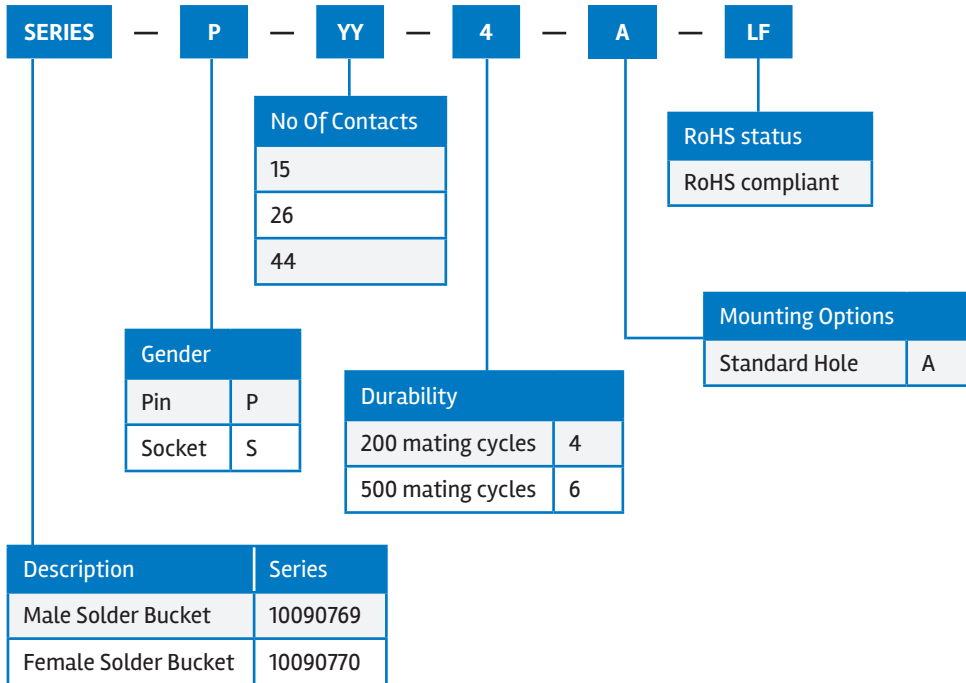 SERIES — P — YY — 4 — A — LF
No Of Contacts
15
26
44
RoHS status
RoHS compliant
Mounting Options
Standard Hole A
Gender
Pin P
Socket S
Durability
200 mating cycles 4
500 mating cycles 6
Description Series
Male Solder Bucket 10090769
Female Solder Bucket 10090770